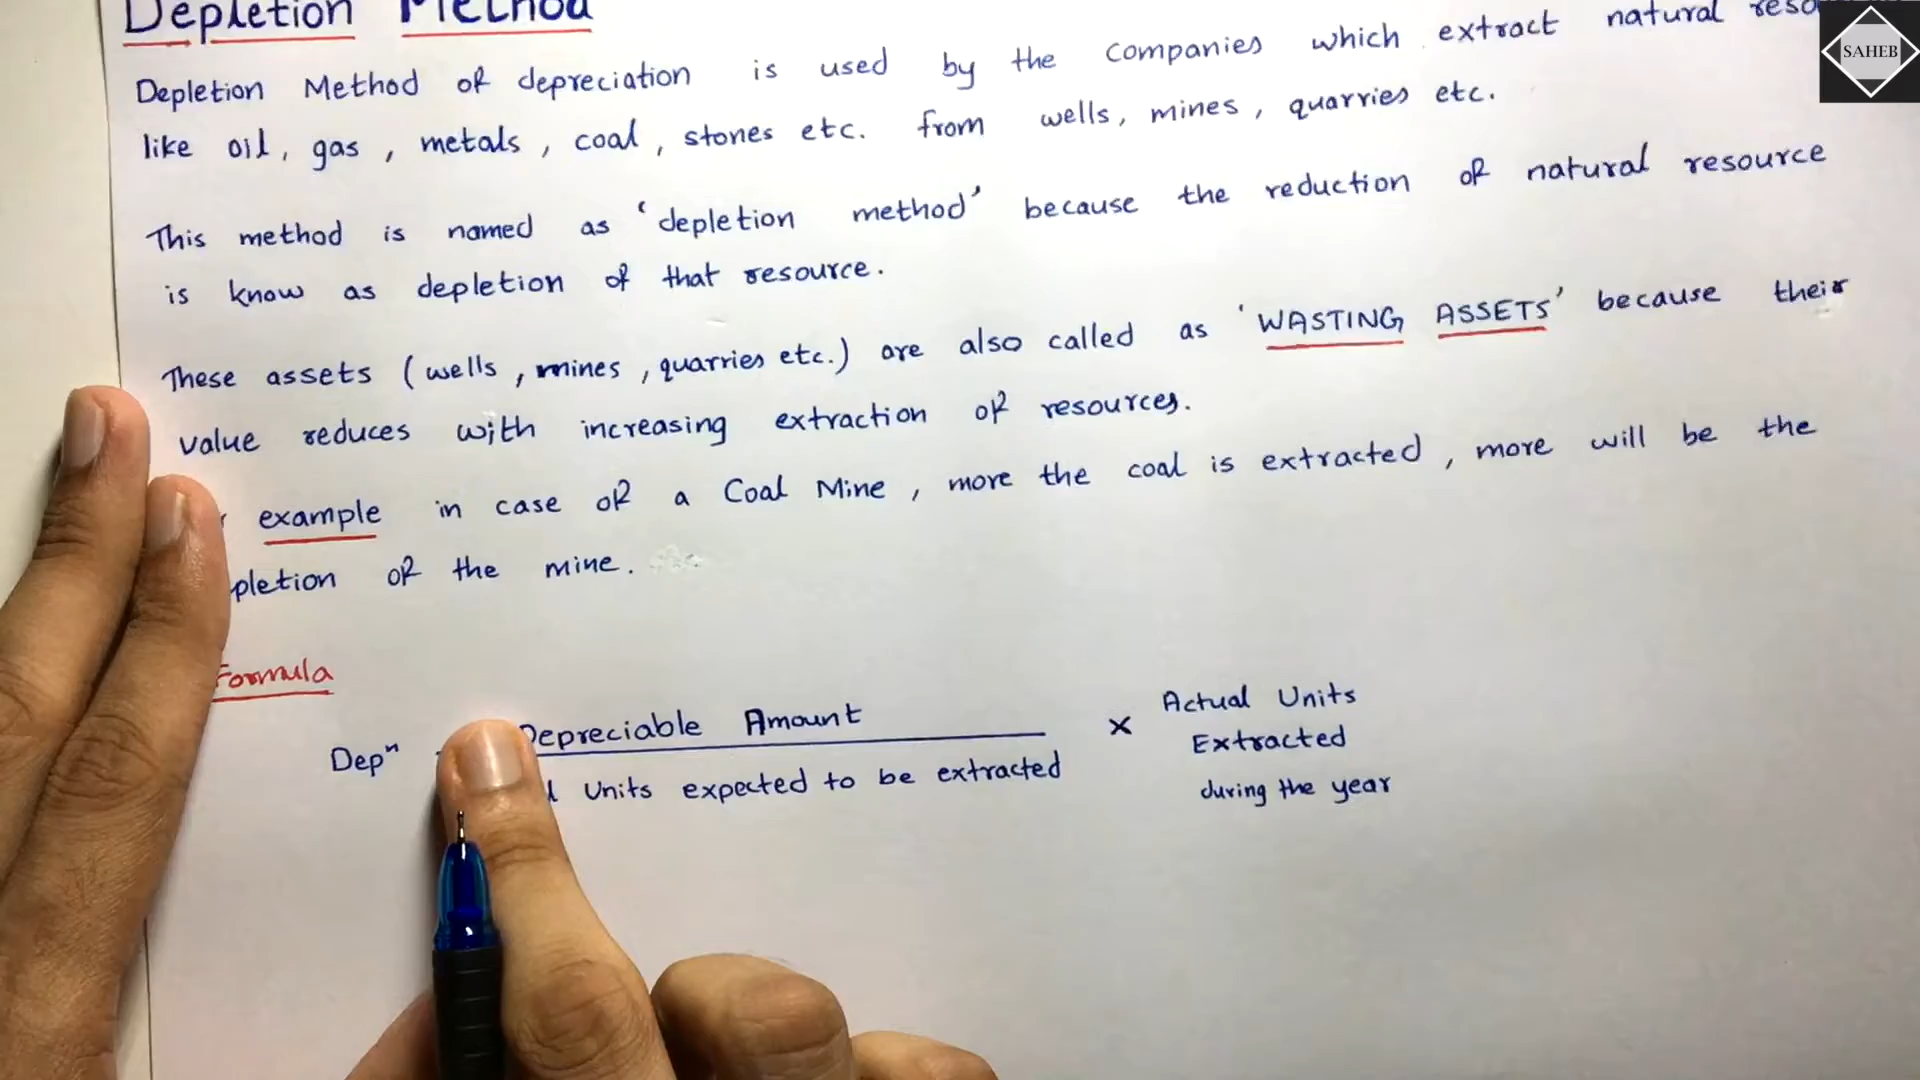 Depletion Method
Depletion Method of depreciation is used by the companies which extract natural
SAHEB
like oil, gas, metals, coal, stones etc. from wells, mines, quarries etc.
This method is named as 'depletion method' because the reduction of natural resource
is know as depletion of that resource.
These assets (wells, mines, quarries etc.) are also called as 'WASTING ASSETS' because their
value reduces with increasing extraction of resources.
example in case of a Coal Mine, more the coal is extracted, more will be the
pletion of the mine.
Formula
Depⁿ Depreciable Amount × Actual Units
Units expected to be extracted Extracted
during the year